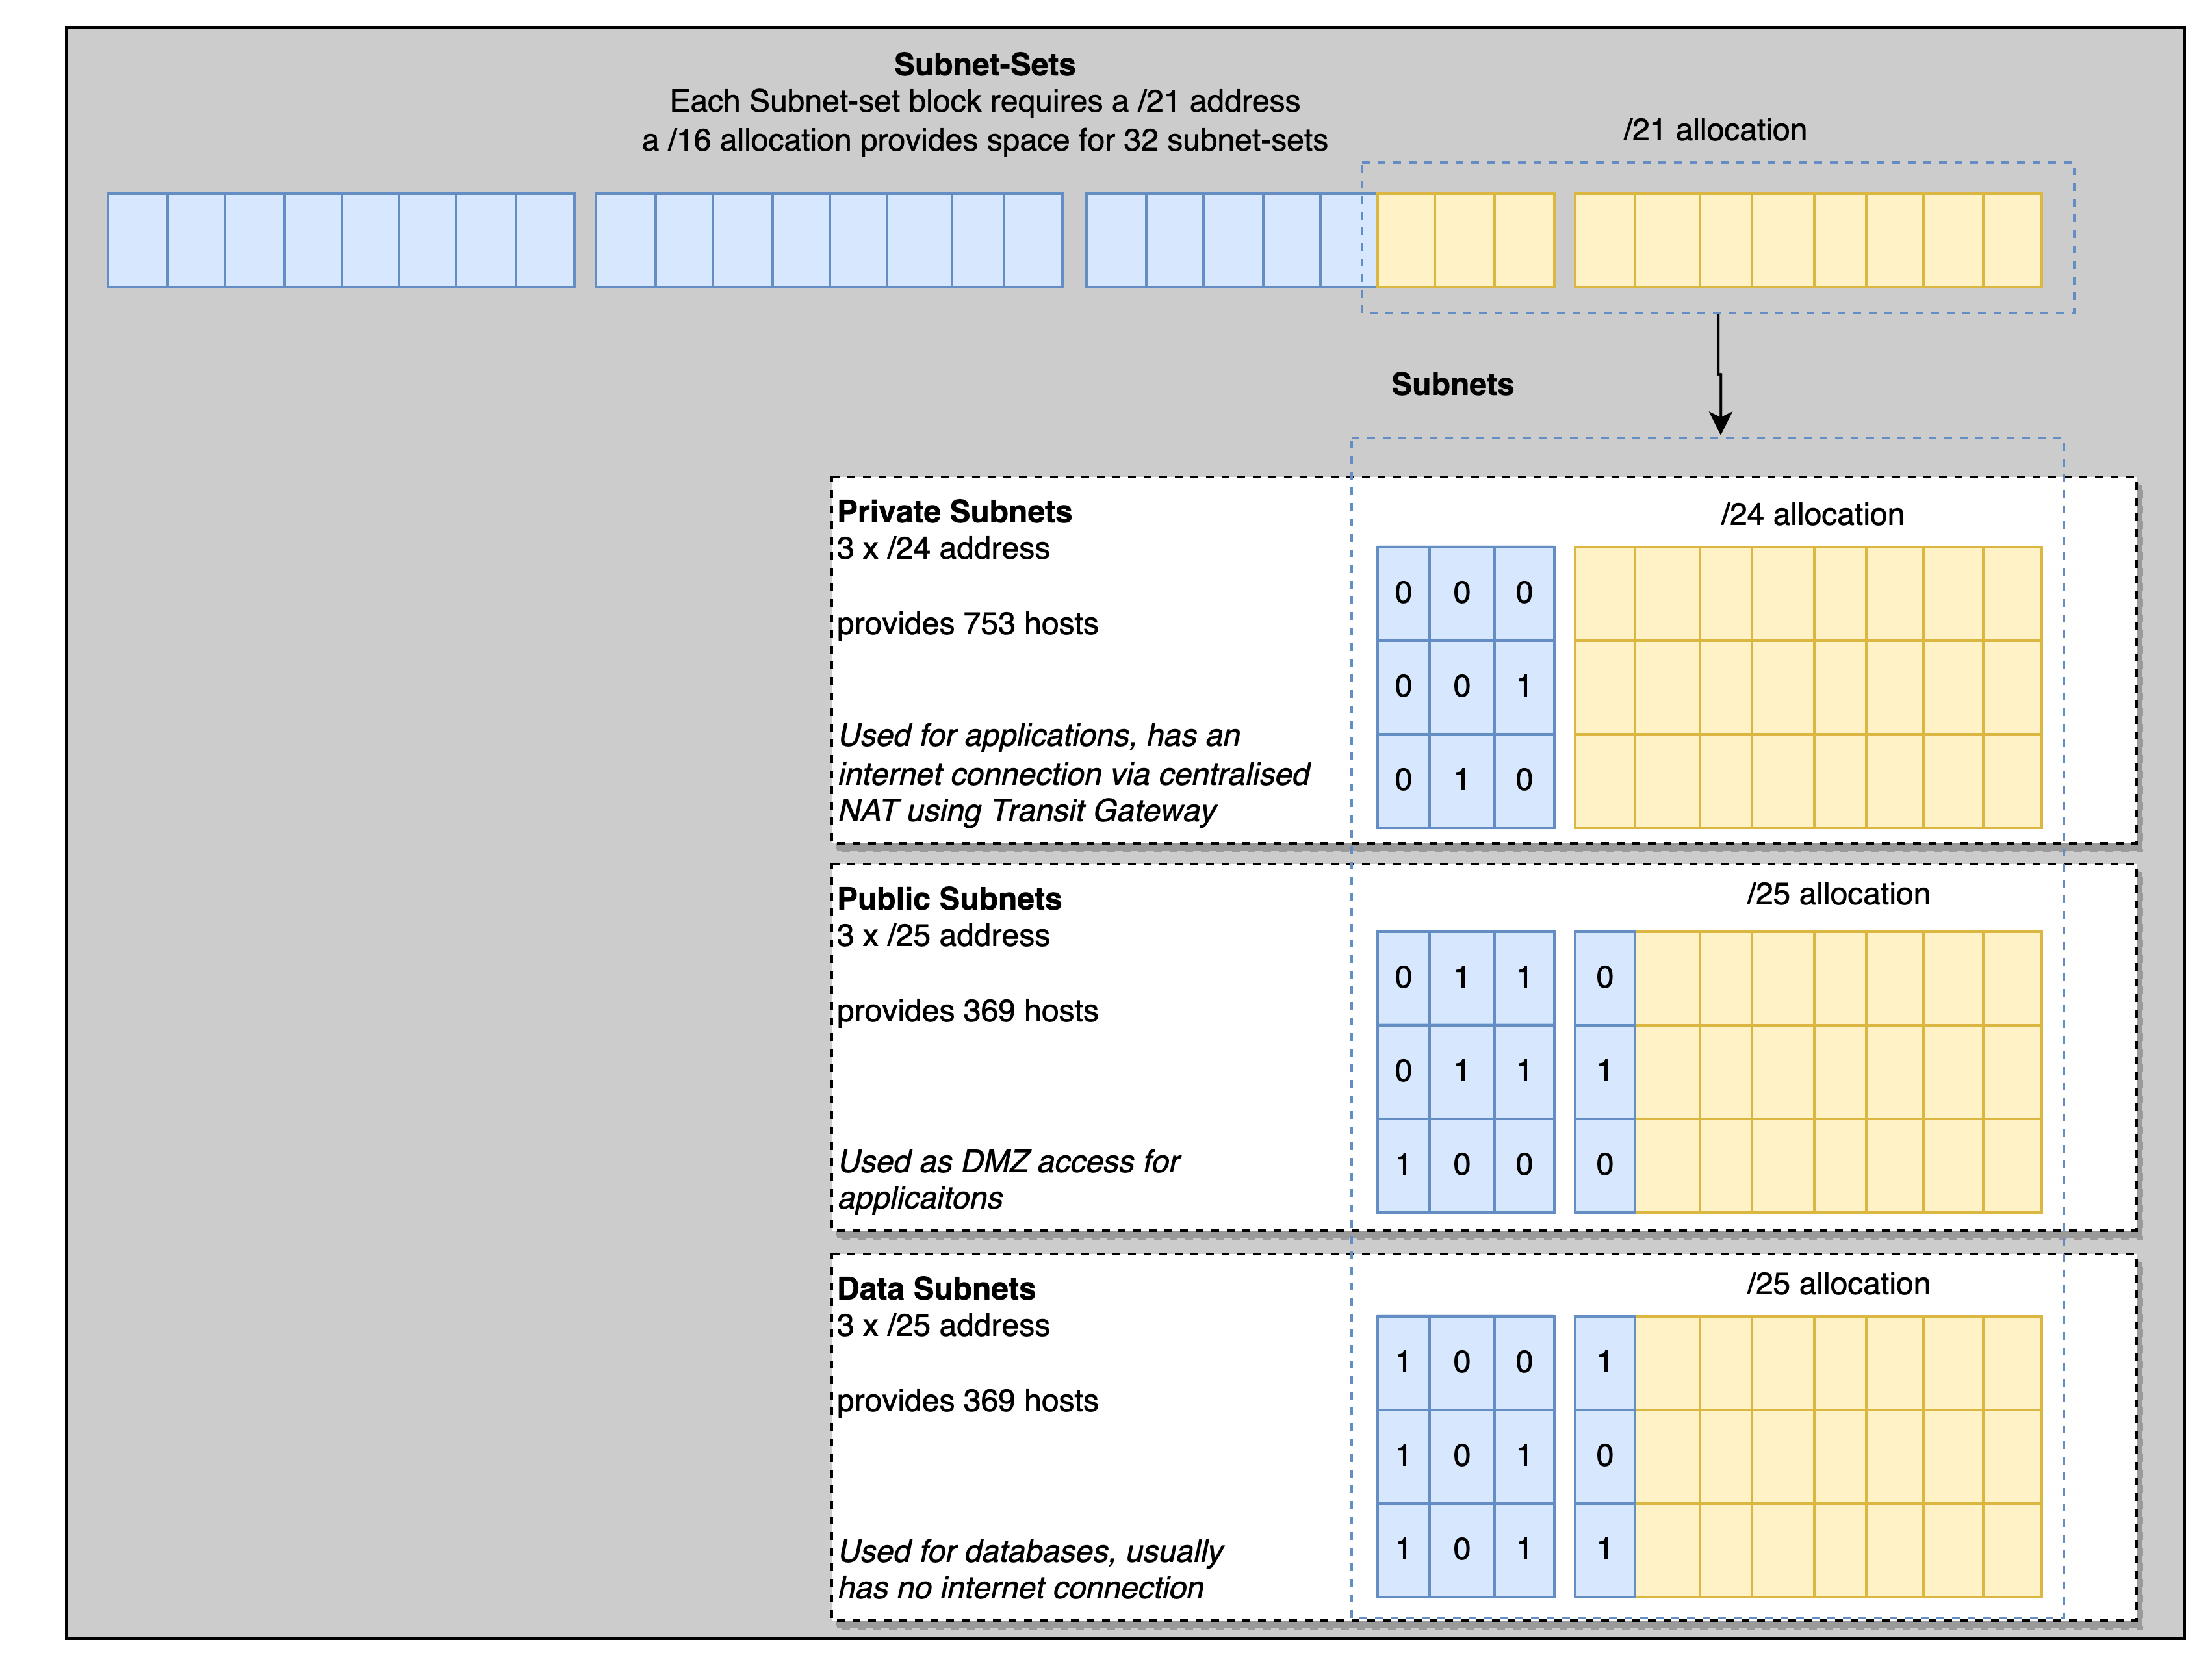 Subnet-Sets
Each Subnet-set block requires a /21 address
a /16 allocation provides space for 32 subnet-sets
/21 allocation
Subnets
Private Subnets
3 x /24 address
provides 753 hosts
Used for applications, has an
internet connection via centralised
NAT using Transit Gateway
/24 allocation
0 0 0
0 0 1
0 1 0
Public Subnets
3 x /25 address
provides 369 hosts
Used as DMZ access for
applicaitons
/25 allocation
0 1 1 0
0 1 1 1
1 0 0 0
Data Subnets
3 x /25 address
provides 369 hosts
Used for databases, usually
has no internet connection
/25 allocation
1 0 0 1
1 0 1 0
1 0 1 1